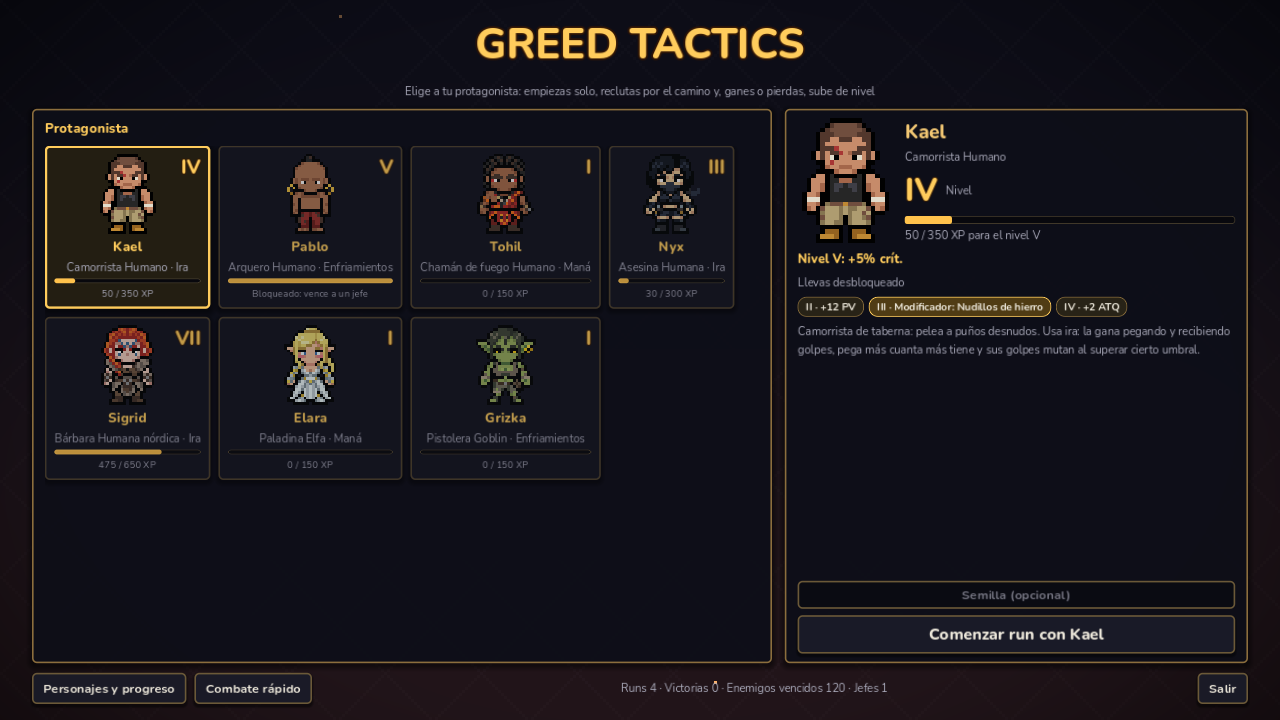 GREED TACTICS
Elige a tu protagonista: empiezas solo, reclutas por el camino y, ganes o pierdas, sube de nivel
Protagonista
IV
Kael
Camorrista Humano · Ira
50 / 350 XP
V
Pablo
Arquero Humano · Enfriamientos
Bloqueado: vence a un jefe
I
Tohil
Chamán de fuego Humano · Maná
0 / 150 XP
III
Nyx
Asesina Humana · Ira
30 / 300 XP
VII
Sigrid
Bárbara Humana nórdica · Ira
475 / 650 XP
I
Elara
Paladina Elfa · Maná
0 / 150 XP
I
Grizka
Pistolera Goblin · Enfriamientos
0 / 150 XP
Kael
Camorrista Humano
IV Nivel
50 / 350 XP para el nivel V
Nivel V: +5% crít.
Llevas desbloqueado
II · +12 PV
III · Modificador: Nudillos de hierro
IV · +2 ATQ
Camorrista de taberna: pelea a puños desnudos. Usa ira: la gana pegando y recibiendo
golpes, pega más cuanta más tiene y sus golpes mutan al superar cierto umbral.
Semilla (opcional)
Comenzar run con Kael
Personajes y progreso
Combate rápido
Runs 4 · Victorias 0 · Enemigos vencidos 120 · Jefes 1
Salir